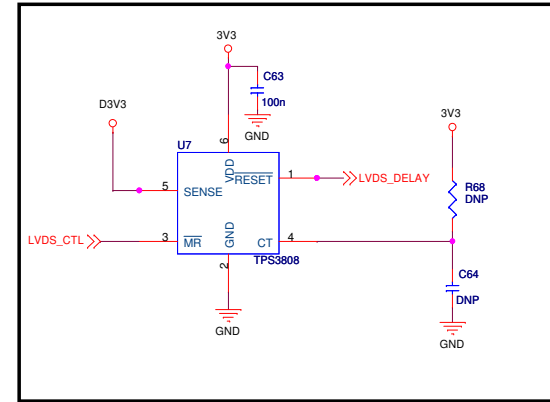 3V3
C63
100n
GND
D3V3
3V3
U7
6
VDD
RESET
1
LVDS_DELAY
5
SENSE
R68
DNP
LVDS_CTL
3
MR
GND
CT
4
2
TPS3808
C64
DNP
GND
GND